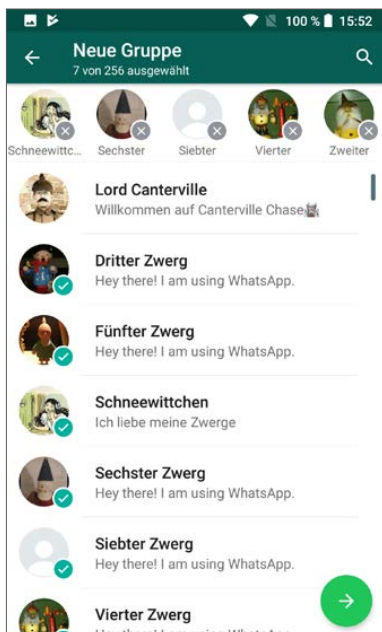 100 % 15:52
Neue Gruppe
7 von 256 ausgewählt
Schneewittc... Sechster Siebter Vierter Zweiter
Lord Canterville
Willkommen auf Canterville Chase
Dritter Zwerg
Hey there! I am using WhatsApp.
Fünfter Zwerg
Hey there! I am using WhatsApp.
Schneewittchen
Ich liebe meine Zwerge
Sechster Zwerg
Hey there! I am using WhatsApp.
Siebter Zwerg
Hey there! I am using WhatsApp.
Vierter Zwerg